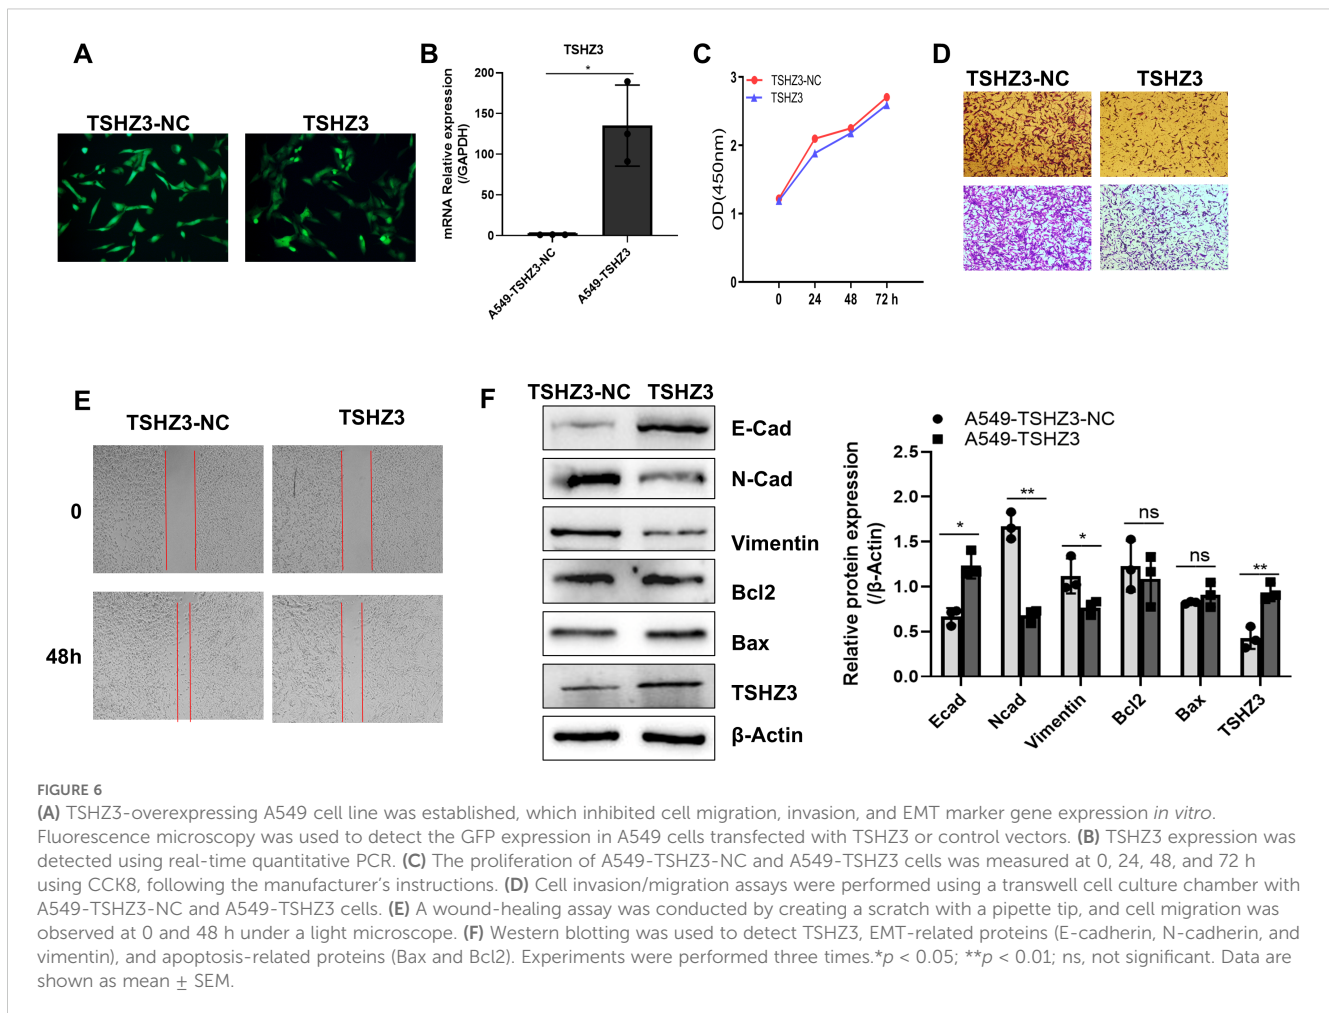 A
TSHZ3-NC
TSHZ3
B
TSHZ3
*
mRNA Relative expression
(/GAPDH)
200
150
100
50
0
A549-TSHZ3-NC
A549-TSHZ3
C
TSHZ3-NC
TSHZ3
OD(450nm)
3
2
1
0
0 24 48 72 h
D
TSHZ3-NC
TSHZ3
E
TSHZ3-NC
TSHZ3
0
48h
F
TSHZ3-NC TSHZ3
E-Cad
N-Cad
Vimentin
Bcl2
Bax
TSHZ3
β-Actin
A549-TSHZ3-NC
A549-TSHZ3
Relative protein expression
(/β-Actin)
2.5
2.0
1.5
1.0
0.5
0.0
*
**
*
ns
ns
**
Ecad
Ncad
Vimentin
Bcl2
Bax
TSHZ3
FIGURE 6
(A) TSHZ3-overexpressing A549 cell line was established, which inhibited cell migration, invasion, and EMT marker gene expression in vitro.
Fluorescence microscopy was used to detect the GFP expression in A549 cells transfected with TSHZ3 or control vectors. (B) TSHZ3 expression was
detected using real-time quantitative PCR. (C) The proliferation of A549-TSHZ3-NC and A549-TSHZ3 cells was measured at 0, 24, 48, and 72 h
using CCK8, following the manufacturer's instructions. (D) Cell invasion/migration assays were performed using a transwell cell culture chamber with
A549-TSHZ3-NC and A549-TSHZ3 cells. (E) A wound-healing assay was conducted by creating a scratch with a pipette tip, and cell migration was
observed at 0 and 48 h under a light microscope. (F) Western blotting was used to detect TSHZ3, EMT-related proteins (E-cadherin, N-cadherin, and
vimentin), and apoptosis-related proteins (Bax and Bcl2). Experiments were performed three times.*p < 0.05; **p < 0.01; ns, not significant. Data are
shown as mean ± SEM.